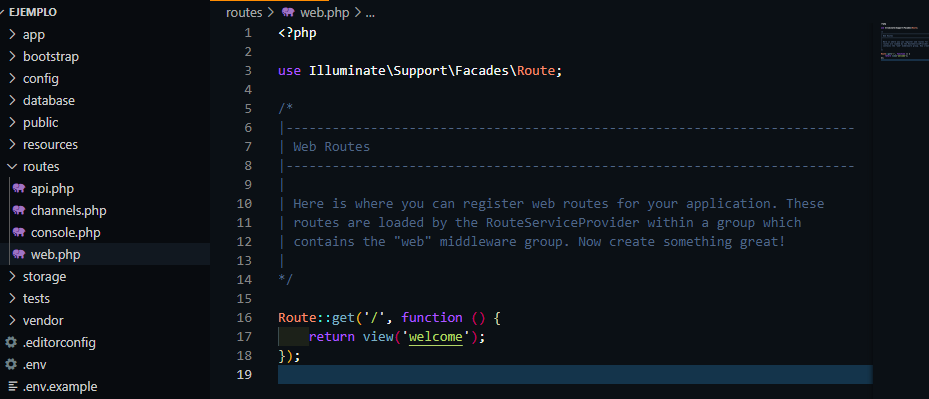 EJEMPLO
app
bootstrap
config
database
public
resources
routes
api.php
channels.php
console.php
web.php
storage
tests
vendor
.editorconfig
.env
.env.example
routes > web.php > ...
1 <?php
2
3 use Illuminate\Support\Facades\Route;
4
5 /*
6 |--------------------------------------------------------------------------
7 | Web Routes
8 |--------------------------------------------------------------------------
9 |
10 | Here is where you can register web routes for your application. These
11 | routes are loaded by the RouteServiceProvider within a group which
12 | contains the "web" middleware group. Now create something great!
13 |
14 */
15
16 Route::get('/', function () {
17     return view('welcome');
18 });
19